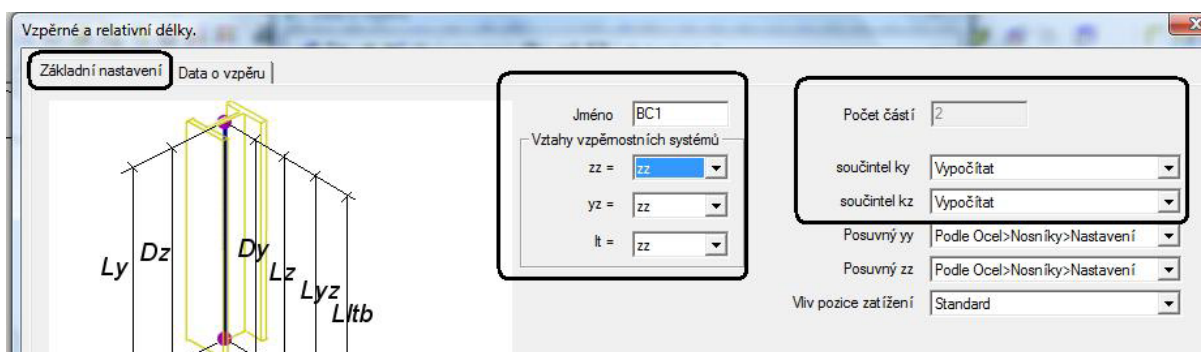 Vzpěrné a relativní délky.
Základní nastavení
Data o vzpěru
Jméno BC1
Vztahy vzpěrnostních systémů
zz = zz
yz = zz
lt = zz
Počet částí 2
součintel ky Vypočítat
součintel kz Vypočítat
Posuvný yy Podle Ocel>Nosníky>Nastavení
Posuvný zz Podle Ocel>Nosníky>Nastavení
Vliv pozice zatížení Standard
Ly Dz Dy Lz Lyz Lltb